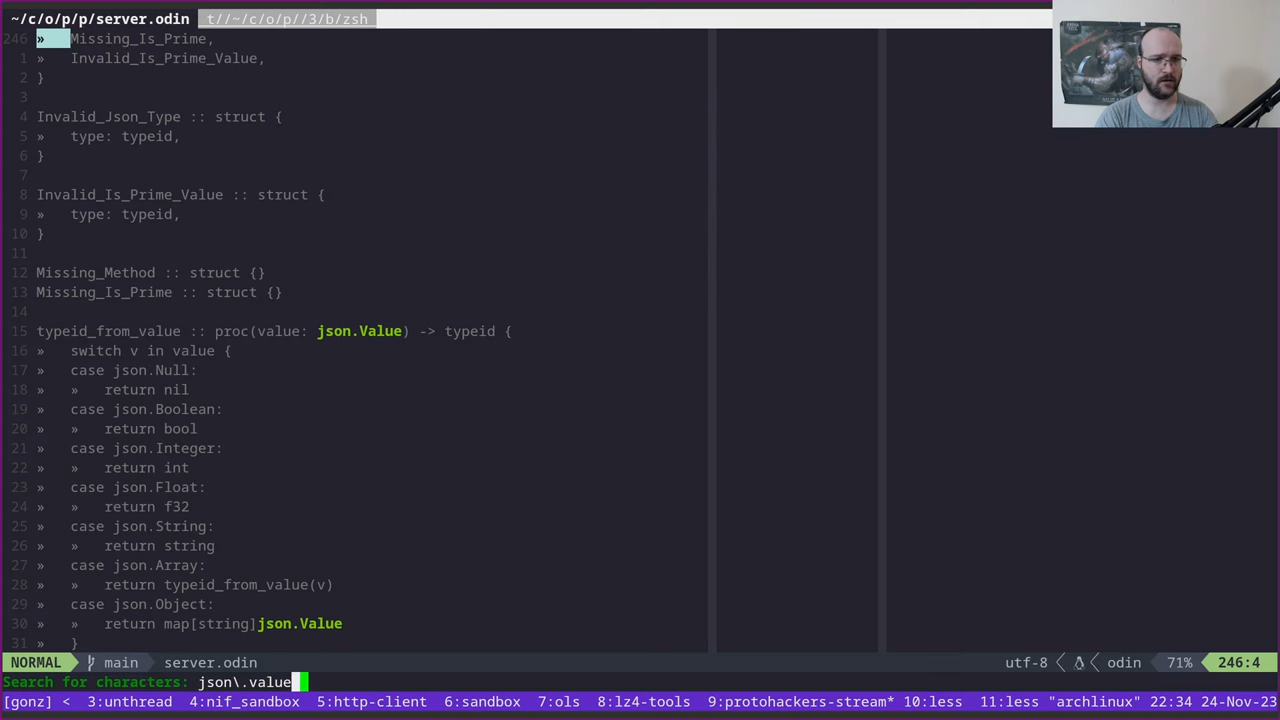 ~/c/o/p/p/server.odin t//~/c/o/p//3/b/zsh
246 » Missing_Is_Prime,
1 » Invalid_Is_Prime_Value,
2 }
3
4 Invalid_Json_Type :: struct {
5 » type: typeid,
6 }
7
8 Invalid_Is_Prime_Value :: struct {
9 » type: typeid,
10 }
11
12 Missing_Method :: struct {}
13 Missing_Is_Prime :: struct {}
14
15 typeid_from_value :: proc(value: json.Value) -> typeid {
16 » switch v in value {
17 » case json.Null:
18 » » return nil
19 » case json.Boolean:
20 » » return bool
21 » case json.Integer:
22 » » return int
23 » case json.Float:
24 » » return f32
25 » case json.String:
26 » » return string
27 » case json.Array:
28 » » return typeid_from_value(v)
29 » case json.Object:
30 » » return map[string]json.Value
31 » }
NORMAL main server.odin utf-8 odin 71% 246:4
Search for characters: json\.value
[gonz] < 3:unthread 4:nif_sandbox 5:http-client 6:sandbox 7:ols 8:lz4-tools 9:protohackers-stream* 10:less 11:less "archlinux" 22:34 24-Nov-23